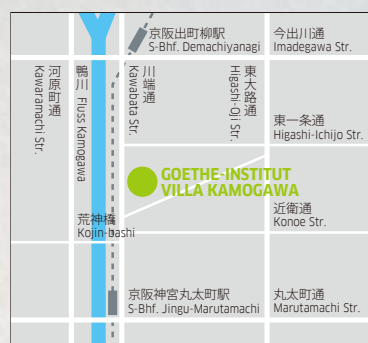 京阪出町柳駅
S-Bhf. Demachiyanagi
今出川通
Imadegawa Str.
河原町通
Kawaramachi Str.
鴨川 Fluss Kamogawa
川端通
Kawabata Str.
東大路通
Higashi-Oji Str.
東一条通
Higashi-Ichijo Str.
GOETHE-INSTITUT
VILLA KAMOGAWA
近衛通
Konoe Str.
荒神橋
Kojin-bashi
京阪神宮丸太町駅
S-Bhf. Jingu-Marutamachi
丸太町通
Marutamachi Str.